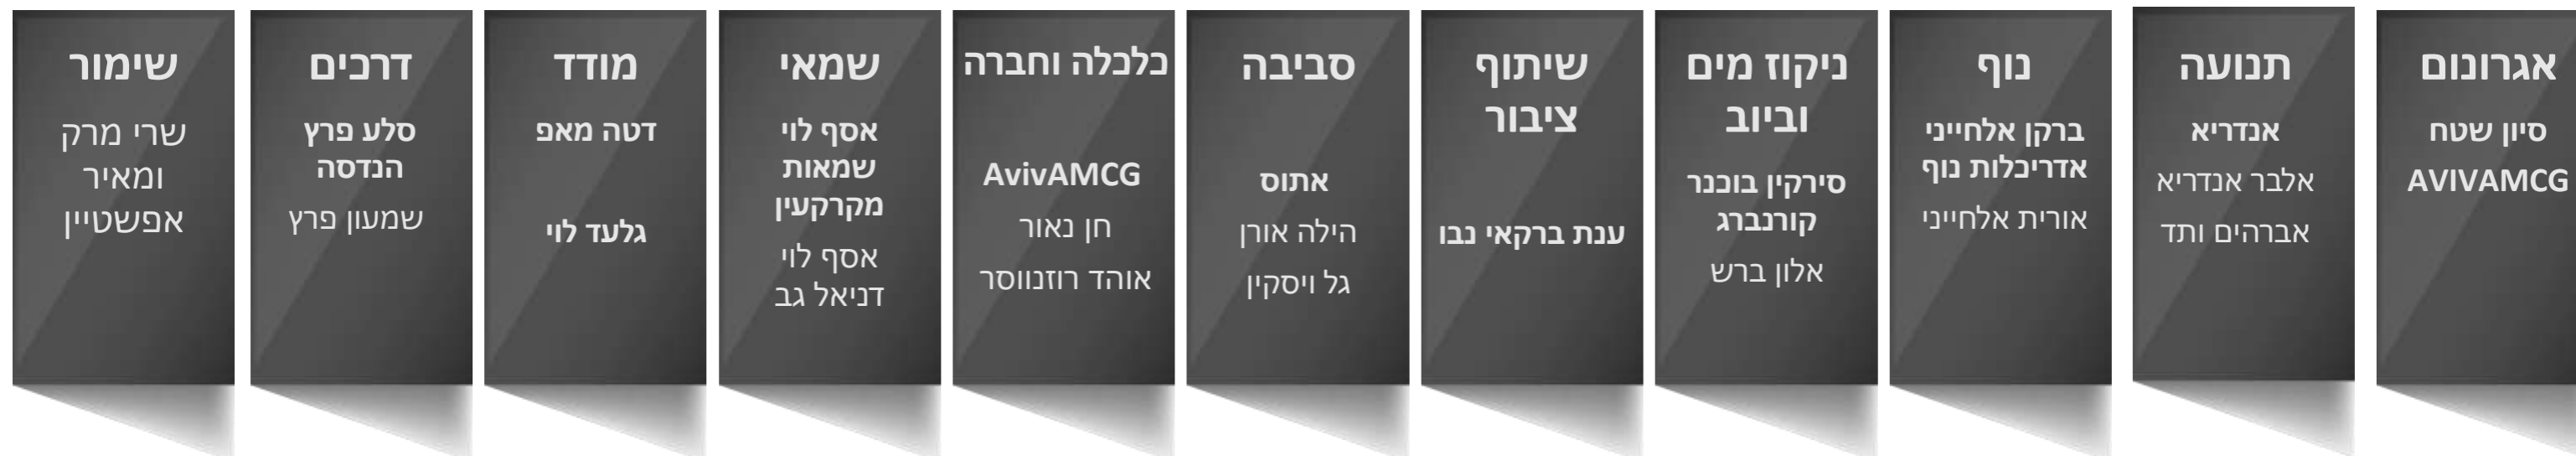 אגרונום
סיון שטח
AVIVAMCG
תנועה
אנדריא
אלבר אנדריא
אברהים ותד
נוף
ברקן אלחייני
אדריכלות נוף
אורית אלחייני
ניקוז מים
וביוב
סירקין בוכנר
קורנברג
אלון ברש
שיתוף
ציבור
ענת ברקאי נבו
סביבה
אתוס
הילה אורן
גל ויסקין
כלכלה וחברה
AvivAMCG
חן נאור
אוהד רוזנווסר
שמאי
אסף לוי
שמאות
מקרקעין
אסף לוי
דניאל גב
מודד
דטה מאפ
גלעד לוי
דרכים
סלע פרץ
הנדסה
שמעון פרץ
שימור
שרי מרק
ומאיר
אפשטיין